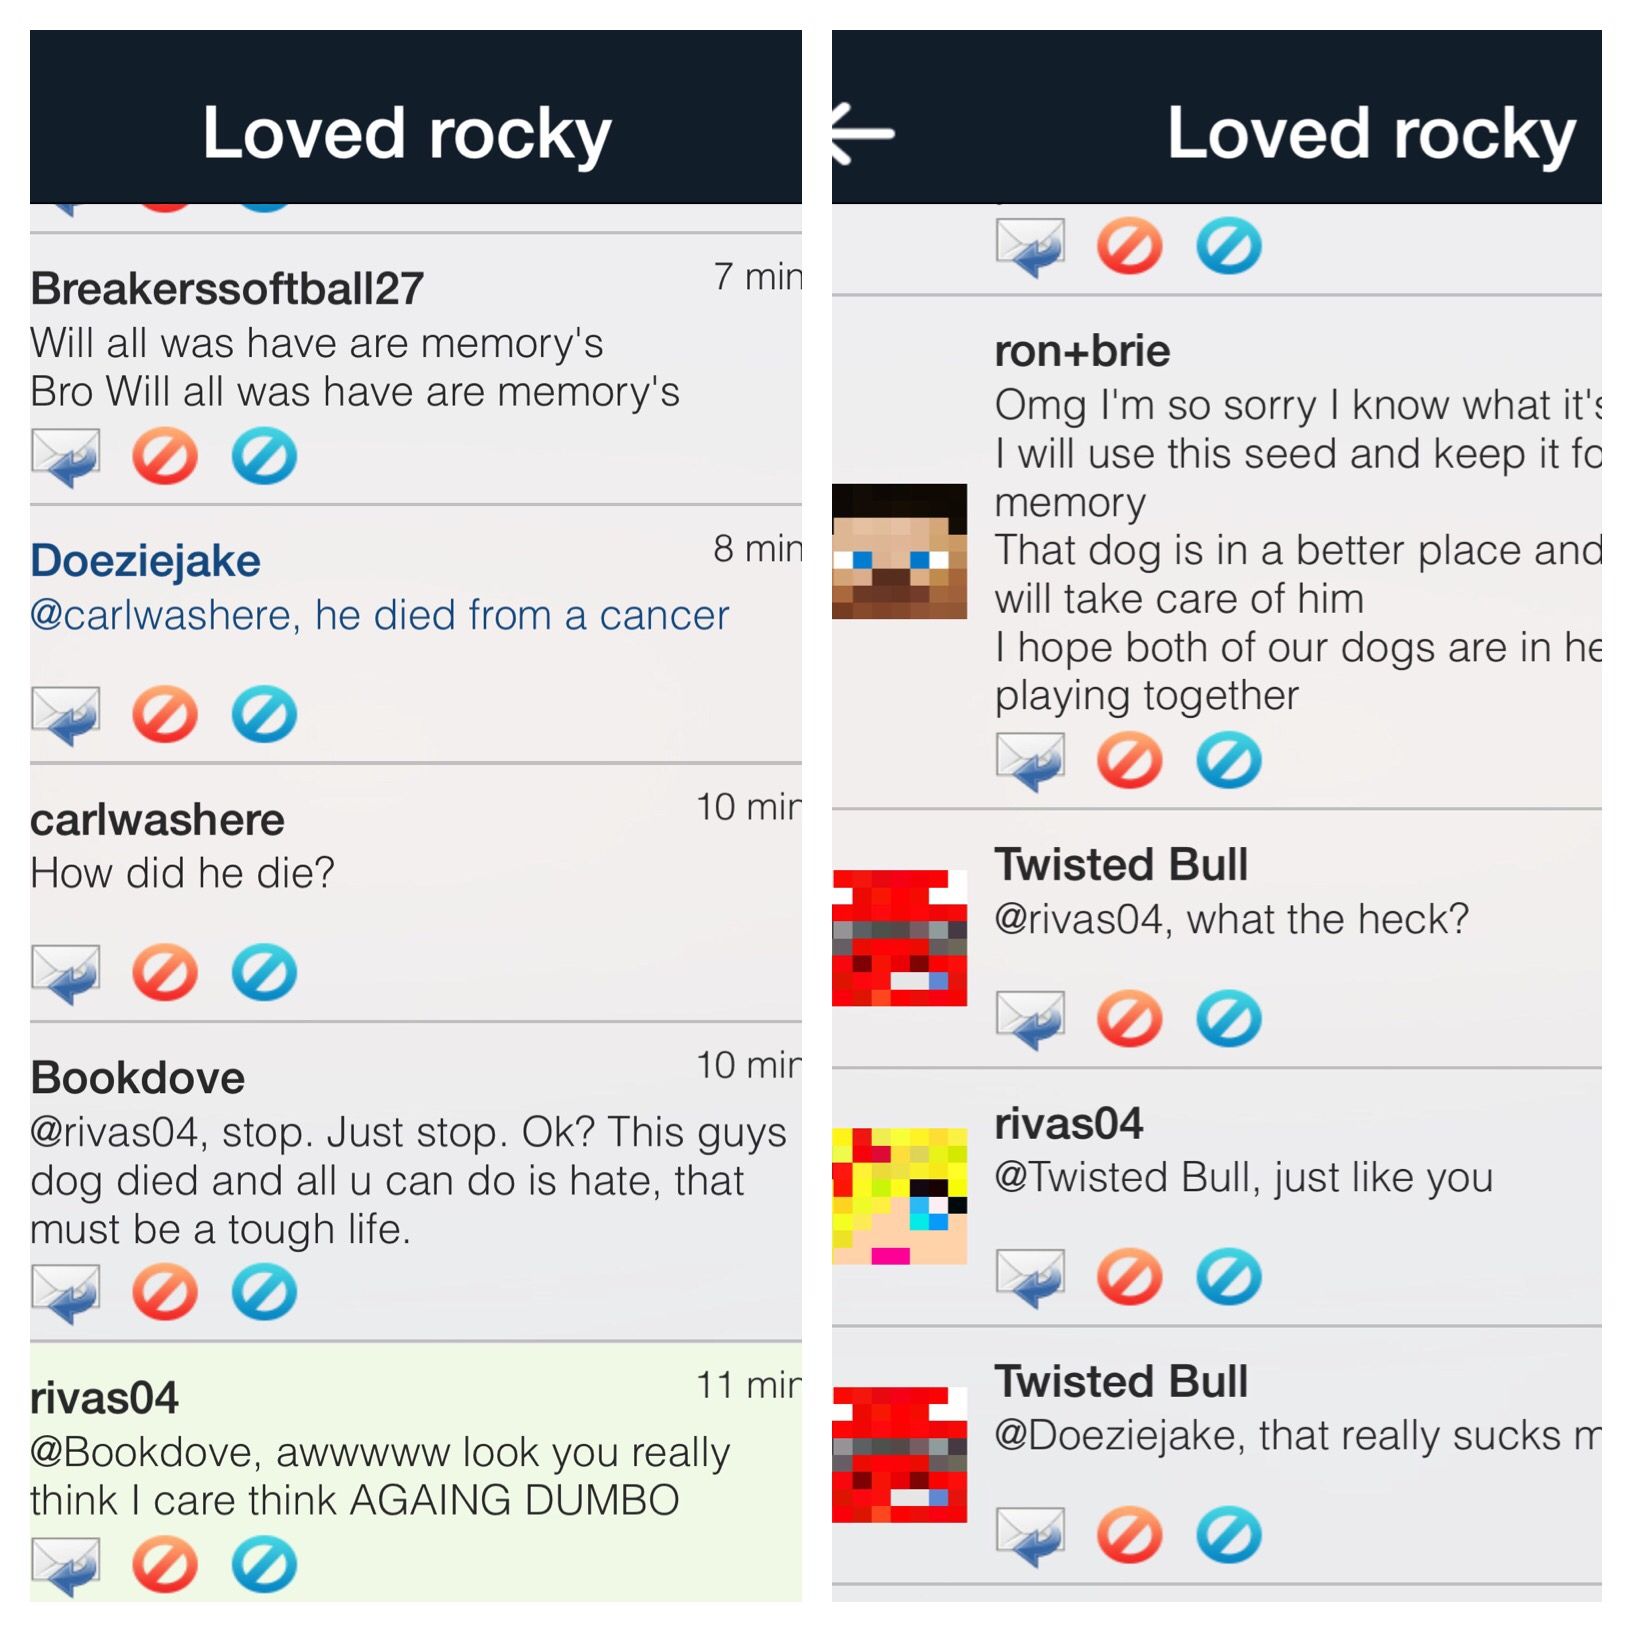 Loved rocky
Breakerssoftball27
7 min
Will all was have are memory's
Bro Will all was have are memory's
Doeziejake
8 min
@carlwashere, he died from a cancer
carlwashere
10 min
How did he die?
Bookdove
10 min
@rivas04, stop. Just stop. Ok? This guys
dog died and all u can do is hate, that
must be a tough life.
rivas04
11 min
@Bookdove, awwwww look you really
think I care think AGAING DUMBO
Loved rocky
ron+brie
Omg I'm so sorry I know what it's
I will use this seed and keep it fo
memory
That dog is in a better place and
will take care of him
I hope both of our dogs are in he
playing together
Twisted Bull
@rivas04, what the heck?
rivas04
@Twisted Bull, just like you
Twisted Bull
@Doeziejake, that really sucks m